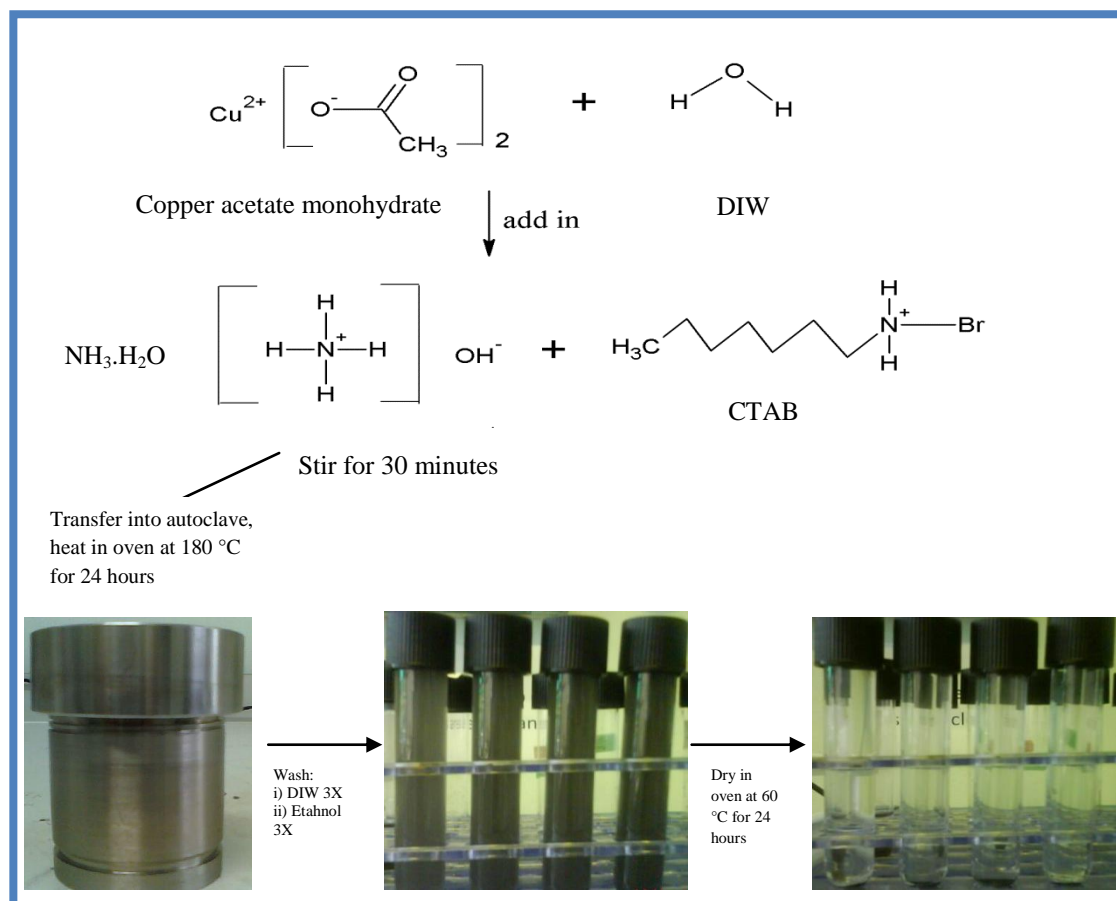 Cu2+ [ O- O CH3 ] 2 + H O H
Copper acetate monohydrate
DIW
add in
NH3.H2O [ H H N + H H ] OH- + H3C H N + Br H
CTAB
Stir for 30 minutes
Transfer into autoclave,
heat in oven at 180 °C
for 24 hours
Wash:
i) DIW 3X
ii) Etahnol
3X
Dry in
oven at 60
°C for 24
hours